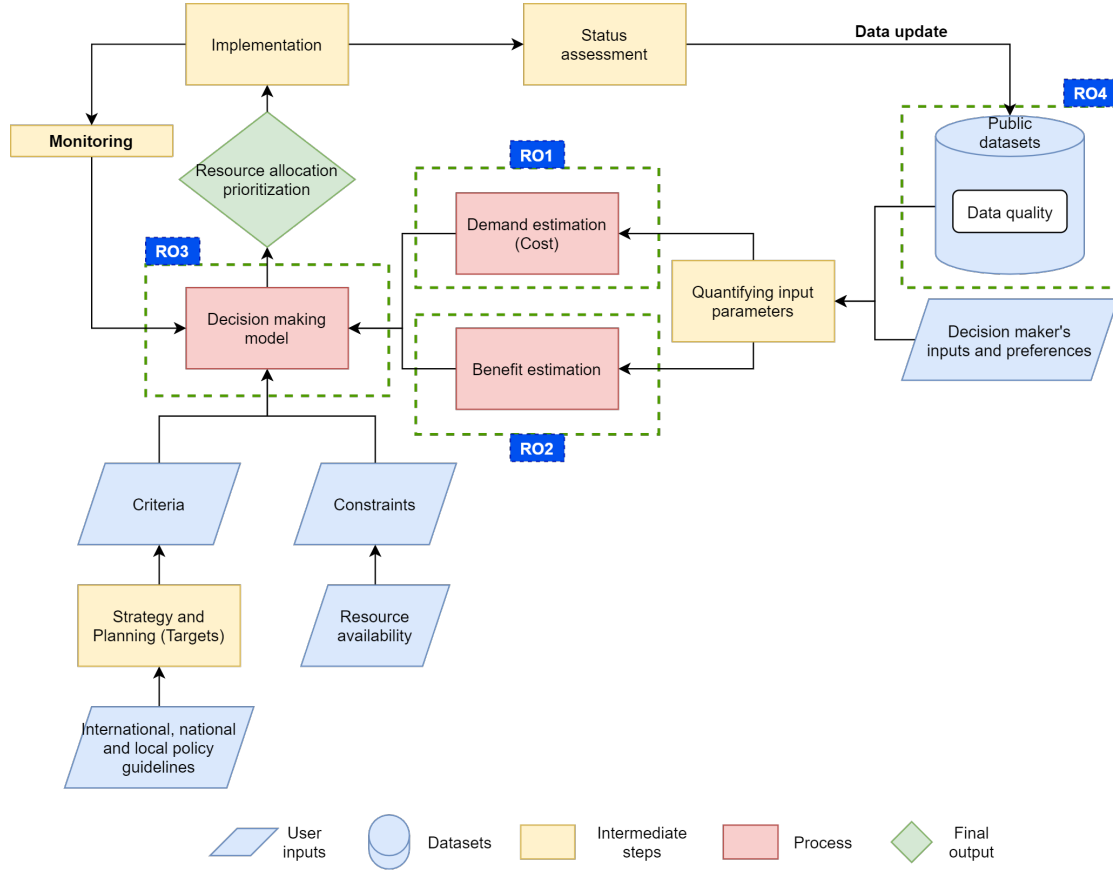 Implementation
Status
assessment
Data update
RO4
Monitoring
Public
datasets
Resource allocation
prioritization
RO1
Data quality
Demand estimation
(Cost)
RO3
Quantifying input
parameters
Decision making
model
Decision maker's
inputs and preferences
Benefit estimation
RO2
Criteria
Constraints
Strategy and
Planning (Targets)
Resource
availability
International, national
and local policy
guidelines
User
inputs
Datasets
Intermediate
steps
Process
Final
output